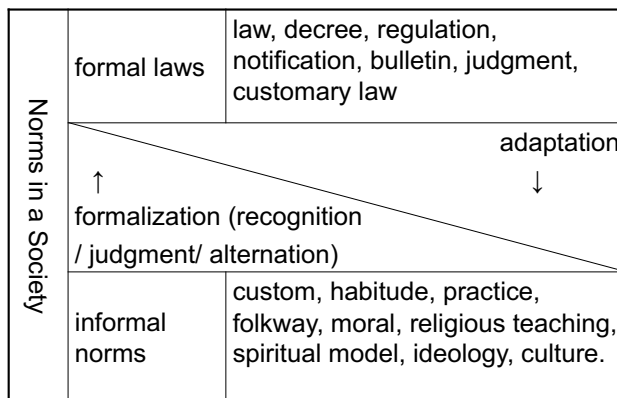 Norms in a Society
formal laws
law, decree, regulation,
notification, bulletin, judgment,
customary law
adaptation
↑
↓
formalization (recognition
/ judgment/ alternation)
informal
norms
custom, habitude, practice,
folkway, moral, religious teaching,
spiritual model, ideology, culture.